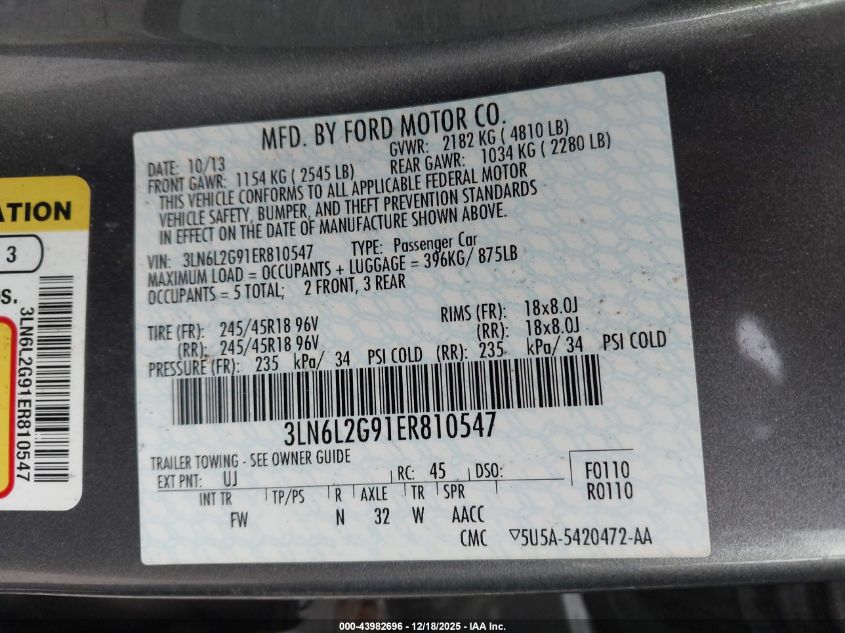 MFD. BY FORD MOTOR CO.
DATE: 10/13
GVWR: 2182 KG ( 4810 LB)
FRONT GAWR: 1154 KG ( 2545 LB)
REAR GAWR: 1034 KG ( 2280 LB)
THIS VEHICLE CONFORMS TO ALL APPLICABLE FEDERAL MOTOR
VEHICLE SAFETY, BUMPER, AND THEFT PREVENTION STANDARDS
IN EFFECT ON THE DATE OF MANUFACTURE SHOWN ABOVE.
VIN: 3LN6L2G91ER810547 TYPE: Passenger Car
MAXIMUM LOAD = OCCUPANTS + LUGGAGE = 396KG/ 875LB
OCCUPANTS = 5 TOTAL; 2 FRONT, 3 REAR
TIRE (FR): 245/45R18 96V RIMS (FR): 18x8.0J
(RR): 245/45R18 96V (RR): 18x8.0J
PRESSURE (FR): 235 kPa/ 34 PSI COLD (RR): 235 kPa/ 34 PSI COLD
3LN6L2G91ER810547
TRAILER TOWING - SEE OWNER GUIDE
EXT PNT: UJ RC: 45 DSO: F0110
R0110
INT TR TP/PS R AXLE TR SPR
FW N 32 W AACC
CMC ▽5U5A-5420472-AA
ATION
3
OS.
3LN6L2G91ER810547
000-43982696 - 12/18/2025 - IAA Inc.